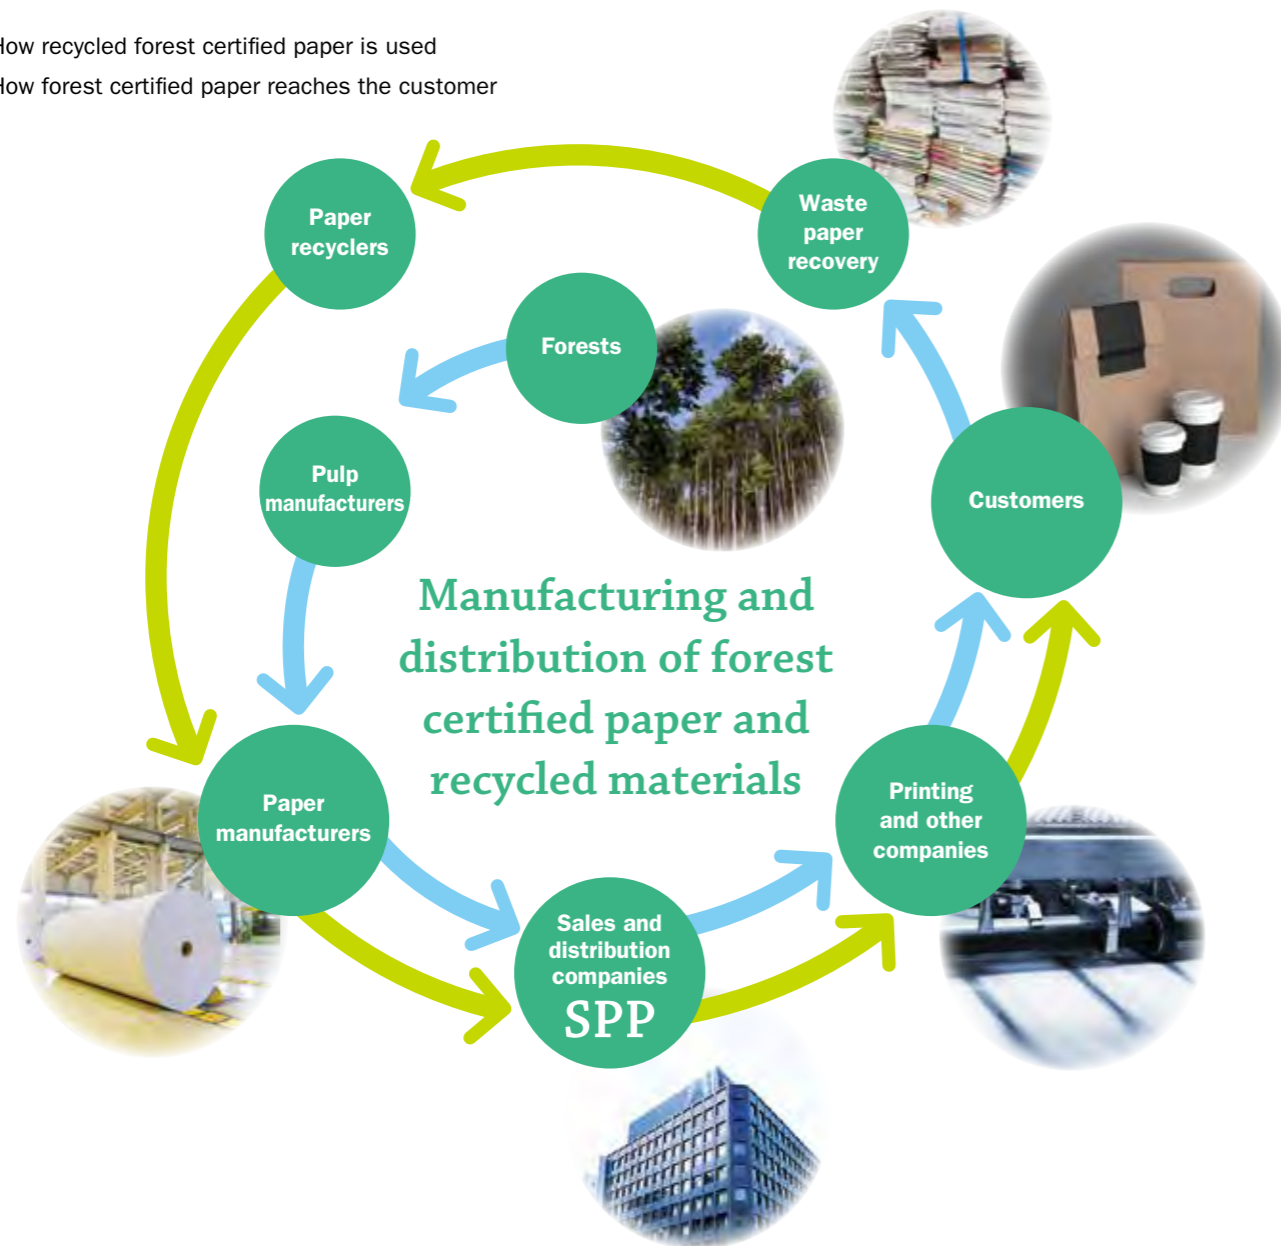 How recycled forest certified paper is used
How forest certified paper reaches the customer
Waste
paper
recovery
Paper
recyclers
Forests
Pulp
manufacturers
Customers
Manufacturing and
distribution of forest
certified paper and
recycled materials
Paper
manufacturers
Printing
and other
companies
Sales and
distribution
companies
SPP